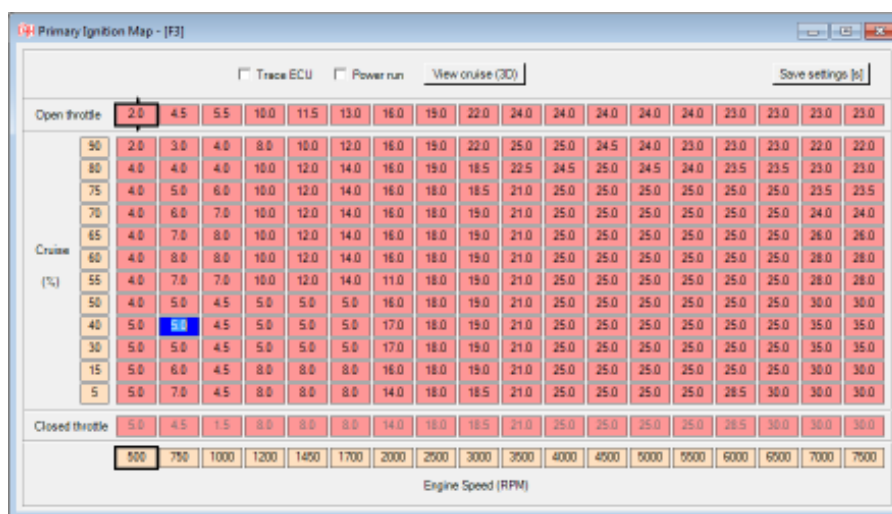 Primary Ignition Map - [F3]
Trace ECU Power run View cruise (3D) Save settings [s]
Open throttle 2.0 4.5 5.5 10.0 11.5 13.0 16.0 19.0 22.0 24.0 24.0 24.0 24.0 23.0 23.0 23.0 23.0
90 2.0 3.0 4.0 8.0 10.0 12.0 16.0 19.0 22.0 25.0 25.0 24.5 24.0 23.0 23.0 22.0 22.0
80 4.0 4.0 4.0 10.0 12.0 14.0 16.0 19.0 18.5 22.5 24.5 25.0 24.5 24.0 23.5 23.5 23.0 23.0
75 4.0 5.0 6.0 10.0 12.0 14.0 16.0 18.0 18.5 21.0 25.0 25.0 25.0 25.0 25.0 23.5 23.5
70 4.0 6.0 7.0 10.0 12.0 14.0 16.0 18.0 19.0 21.0 25.0 25.0 25.0 25.0 25.0 24.0 24.0
65 4.0 7.0 8.0 10.0 12.0 14.0 16.0 18.0 19.0 21.0 25.0 25.0 25.0 25.0 25.0 26.0 26.0
Cruise 60 4.0 8.0 8.0 10.0 12.0 14.0 16.0 18.0 19.0 21.0 25.0 25.0 25.0 25.0 25.0 28.0 28.0
(%) 55 4.0 7.0 7.0 10.0 12.0 14.0 11.0 18.0 19.0 21.0 25.0 25.0 25.0 25.0 25.0 28.0 28.0
50 4.0 5.0 4.5 5.0 5.0 5.0 16.0 18.0 19.0 21.0 25.0 25.0 25.0 25.0 25.0 30.0 30.0
40 5.0 5.0 4.5 5.0 5.0 5.0 17.0 18.0 19.0 21.0 25.0 25.0 25.0 25.0 25.0 35.0 35.0
30 5.0 5.0 4.5 5.0 5.0 5.0 17.0 18.0 19.0 21.0 25.0 25.0 25.0 25.0 25.0 35.0 35.0
15 5.0 6.0 4.5 8.0 8.0 8.0 16.0 18.0 19.0 21.0 25.0 25.0 25.0 25.0 25.0 30.0 30.0
5 5.0 7.0 4.5 8.0 8.0 8.0 14.0 18.0 18.5 21.0 25.0 25.0 25.0 25.0 28.5 30.0 30.0 30.0
Closed throttle 5.0 4.5 1.5 8.0 8.0 8.0 14.0 18.0 18.5 21.0 25.0 25.0 25.0 25.0 28.5 30.0 30.0 30.0
500 750 1000 1200 1450 1700 2000 2500 3000 3500 4000 4500 5000 5500 6000 6500 7000 7500
Engine Speed (RPM)